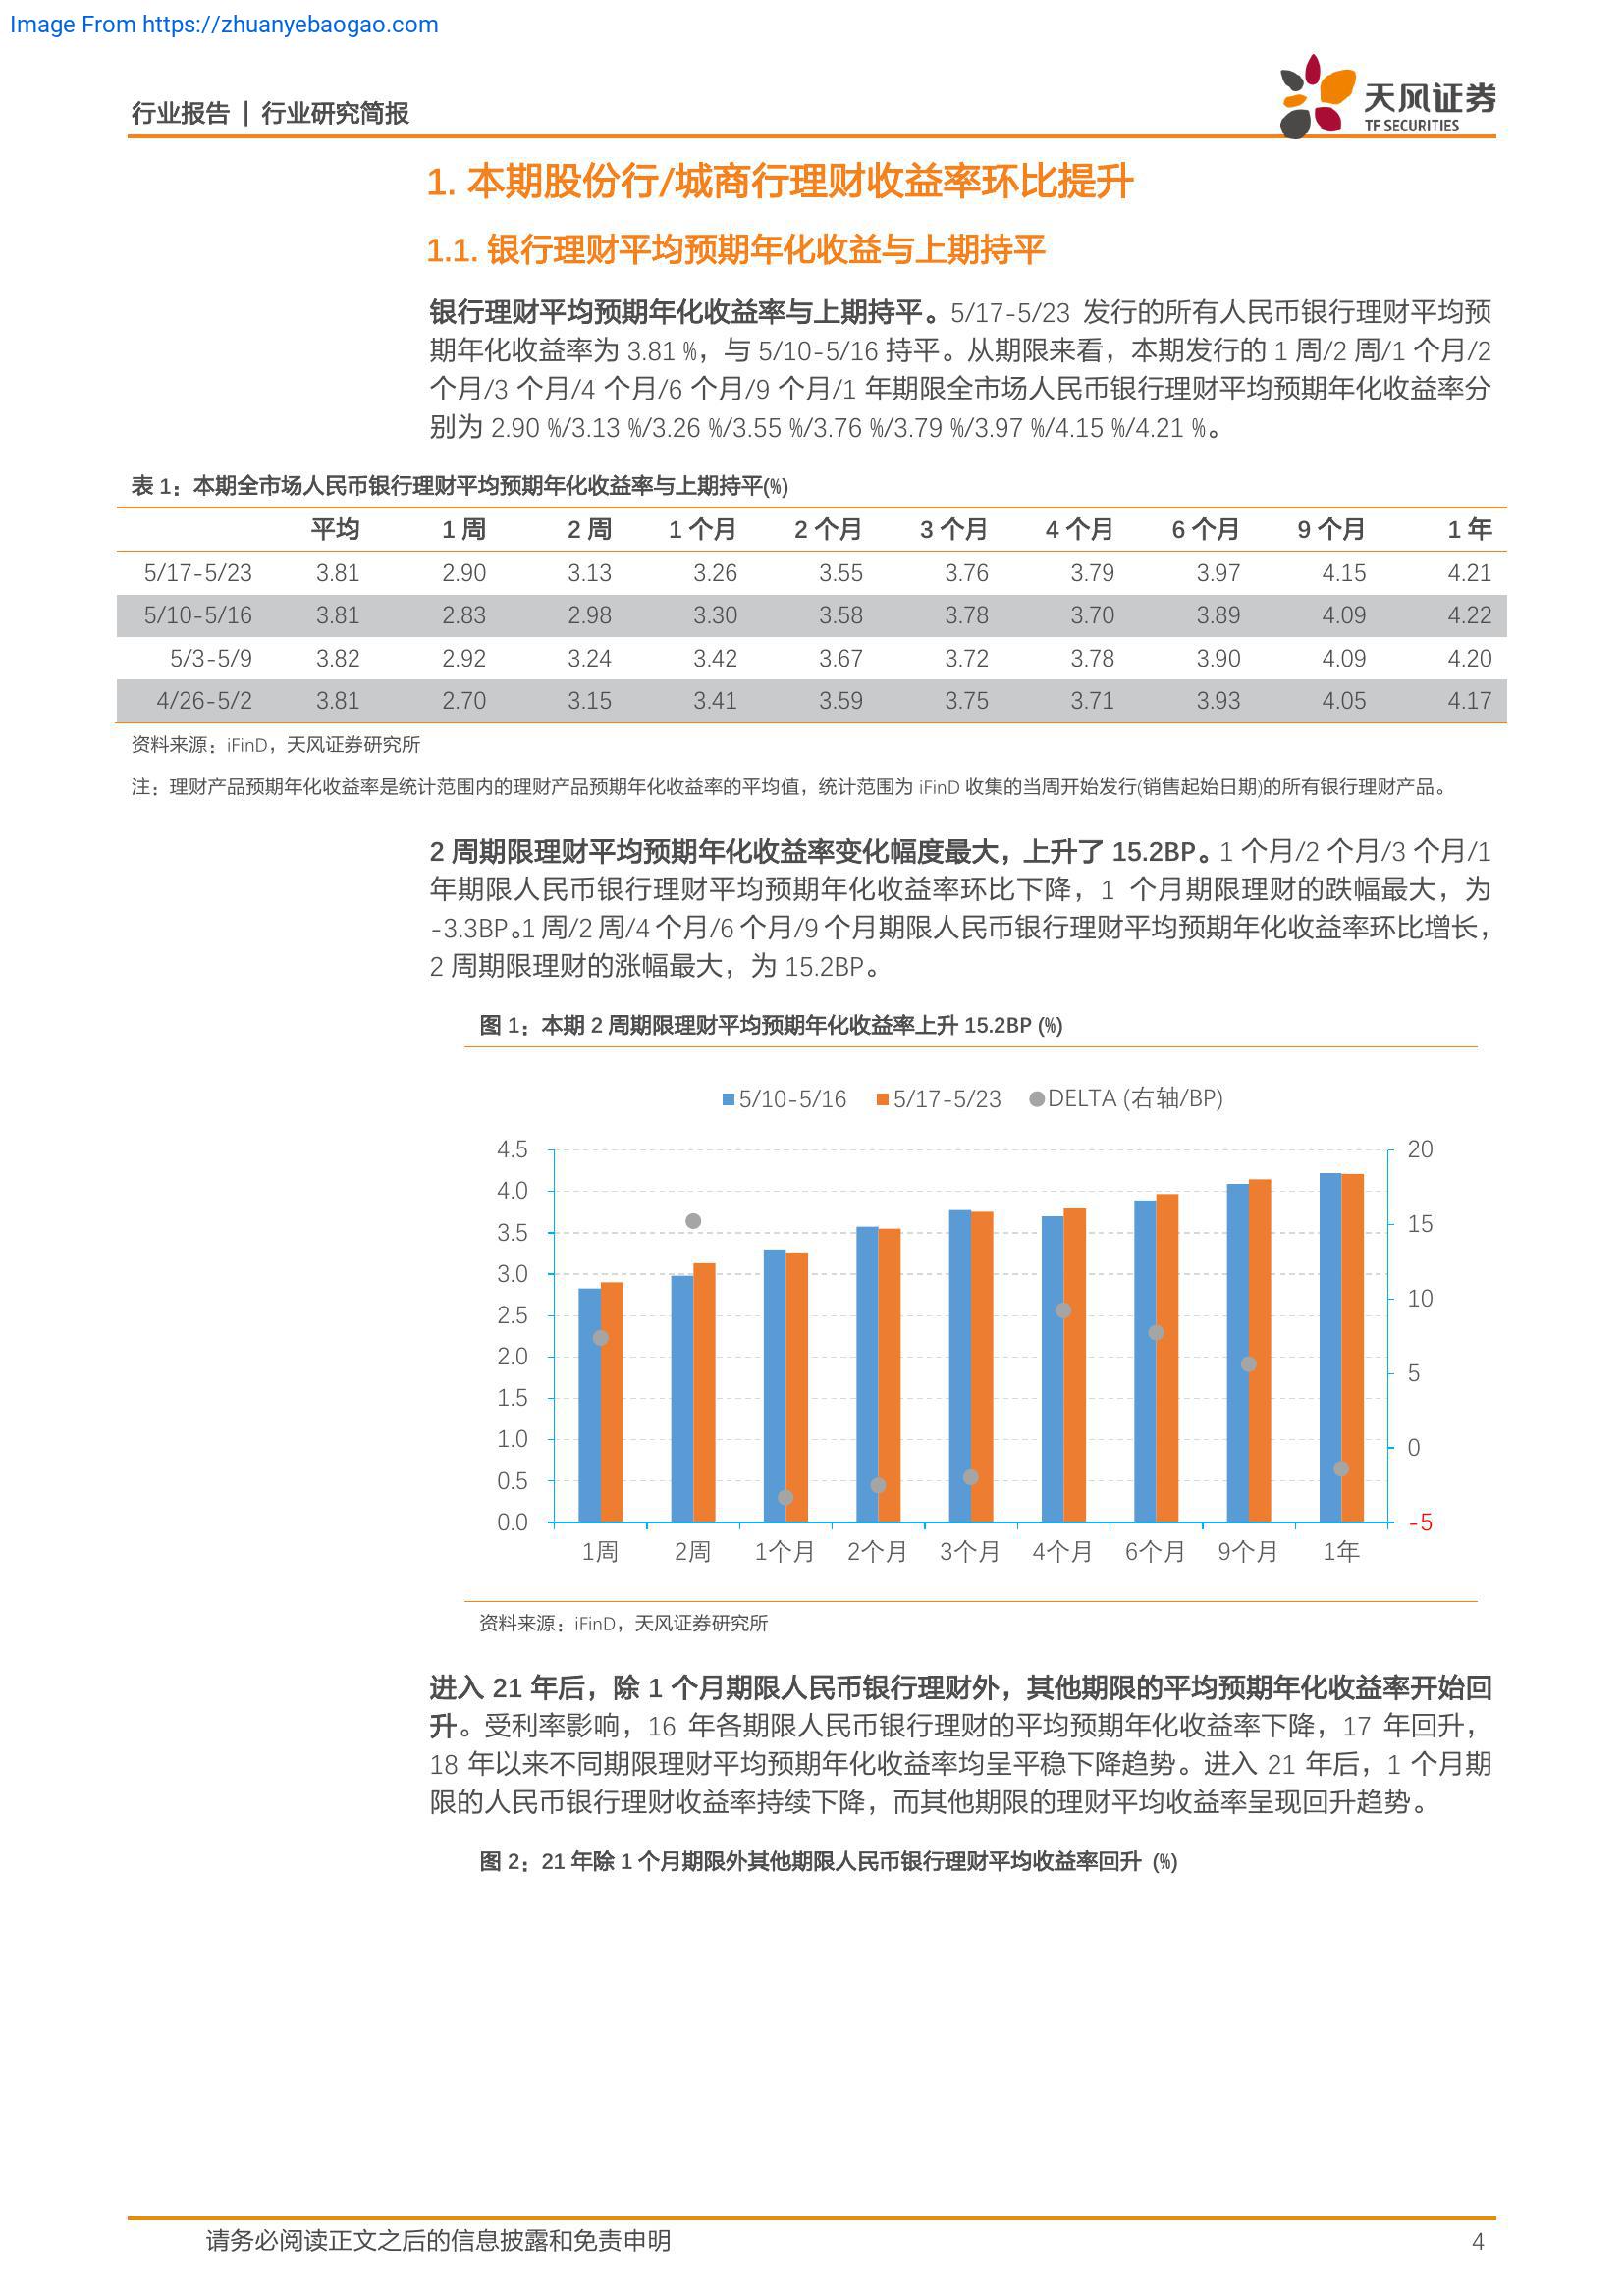 Image From https://zhuanyebaogao.com
行业报告 | 行业研究简报
天风证券
TF SECURITIES
1. 本期股份行/城商行理财收益率环比提升
1.1. 银行理财平均预期年化收益与上期持平
银行理财平均预期年化收益率与上期持平。5/17-5/23 发行的所有人民币银行理财平均预
期年化收益率为 3.81 %，与 5/10-5/16 持平。从期限来看，本期发行的 1 周/2 周/1 个月/2
个月/3 个月/4 个月/6 个月/9 个月/1 年期限全市场人民币银行理财平均预期年化收益率分
别为 2.90 %/3.13 %/3.26 %/3.55 %/3.76 %/3.79 %/3.97 %/4.15 %/4.21 %。
表 1：本期全市场人民币银行理财平均预期年化收益率与上期持平(%)
平均 1 周 2 周 1 个月 2 个月 3 个月 4 个月 6 个月 9 个月 1 年
5/17-5/23 3.81 2.90 3.13 3.26 3.55 3.76 3.79 3.97 4.15 4.21
5/10-5/16 3.81 2.83 2.98 3.30 3.58 3.78 3.70 3.89 4.09 4.22
5/3-5/9 3.82 2.92 3.24 3.42 3.67 3.72 3.78 3.90 4.09 4.20
4/26-5/2 3.81 2.70 3.15 3.41 3.59 3.75 3.71 3.93 4.05 4.17
资料来源：iFinD，天风证券研究所
注：理财产品预期年化收益率是统计范围内的理财产品预期年化收益率的平均值，统计范围为 iFinD 收集的当周开始发行(销售起始日期)的所有银行理财产品。
2 周期限理财平均预期年化收益率变化幅度最大，上升了 15.2BP。1 个月/2 个月/3 个月/1
年期限人民币银行理财平均预期年化收益率环比下降，1 个月期限理财的跌幅最大，为
-3.3BP。1 周/2 周/4 个月/6 个月/9 个月期限人民币银行理财平均预期年化收益率环比增长，
2 周期限理财的涨幅最大，为 15.2BP。
图 1：本期 2 周期限理财平均预期年化收益率上升 15.2BP (%)
5/10-5/16 5/17-5/23 DELTA (右轴/BP)
4.5 20
4.0
3.5 15
3.0
2.5 10
2.0
1.5 5
1.0 0
0.5
0.0 -5
1周 2周 1个月 2个月 3个月 4个月 6个月 9个月 1年
资料来源：iFinD，天风证券研究所
进入 21 年后，除 1 个月期限人民币银行理财外，其他期限的平均预期年化收益率开始回
升。受利率影响，16 年各期限人民币银行理财的平均预期年化收益率下降，17 年回升，
18 年以来不同期限理财平均预期年化收益率均呈平稳下降趋势。进入 21 年后，1 个月期
限的人民币银行理财收益率持续下降，而其他期限的理财平均收益率呈现回升趋势。
图 2：21 年除 1 个月期限外其他期限人民币银行理财平均收益率回升 (%)
请务必阅读正文之后的信息披露和免责申明 4